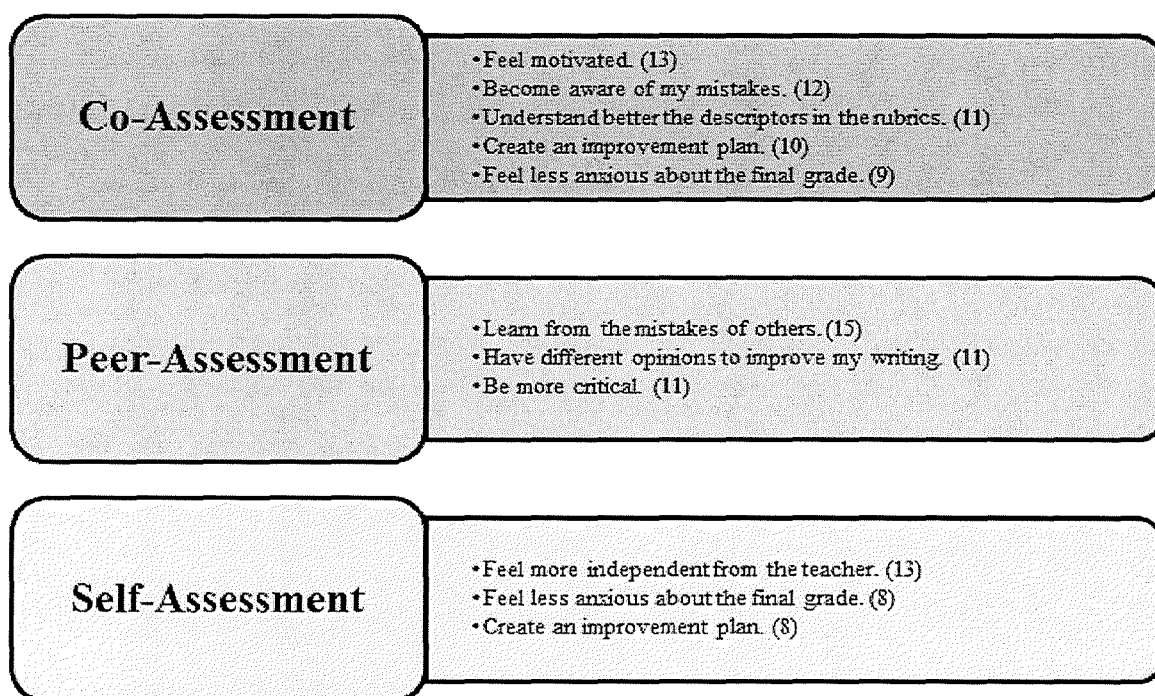 Co-Assessment
•Feel motivated. (13)
•Become aware of my mistakes. (12)
•Understand better the descriptors in the rubrics. (11)
•Create an improvement plan. (10)
•Feel less anxious about the final grade. (9)
Peer-Assessment
•Learn from the mistakes of others. (15)
•Have different opinions to improve my writing. (11)
•Be more critical. (11)
Self-Assessment
•Feel more independent from the teacher. (13)
•Feel less anxious about the final grade. (8)
•Create an improvement plan. (8)